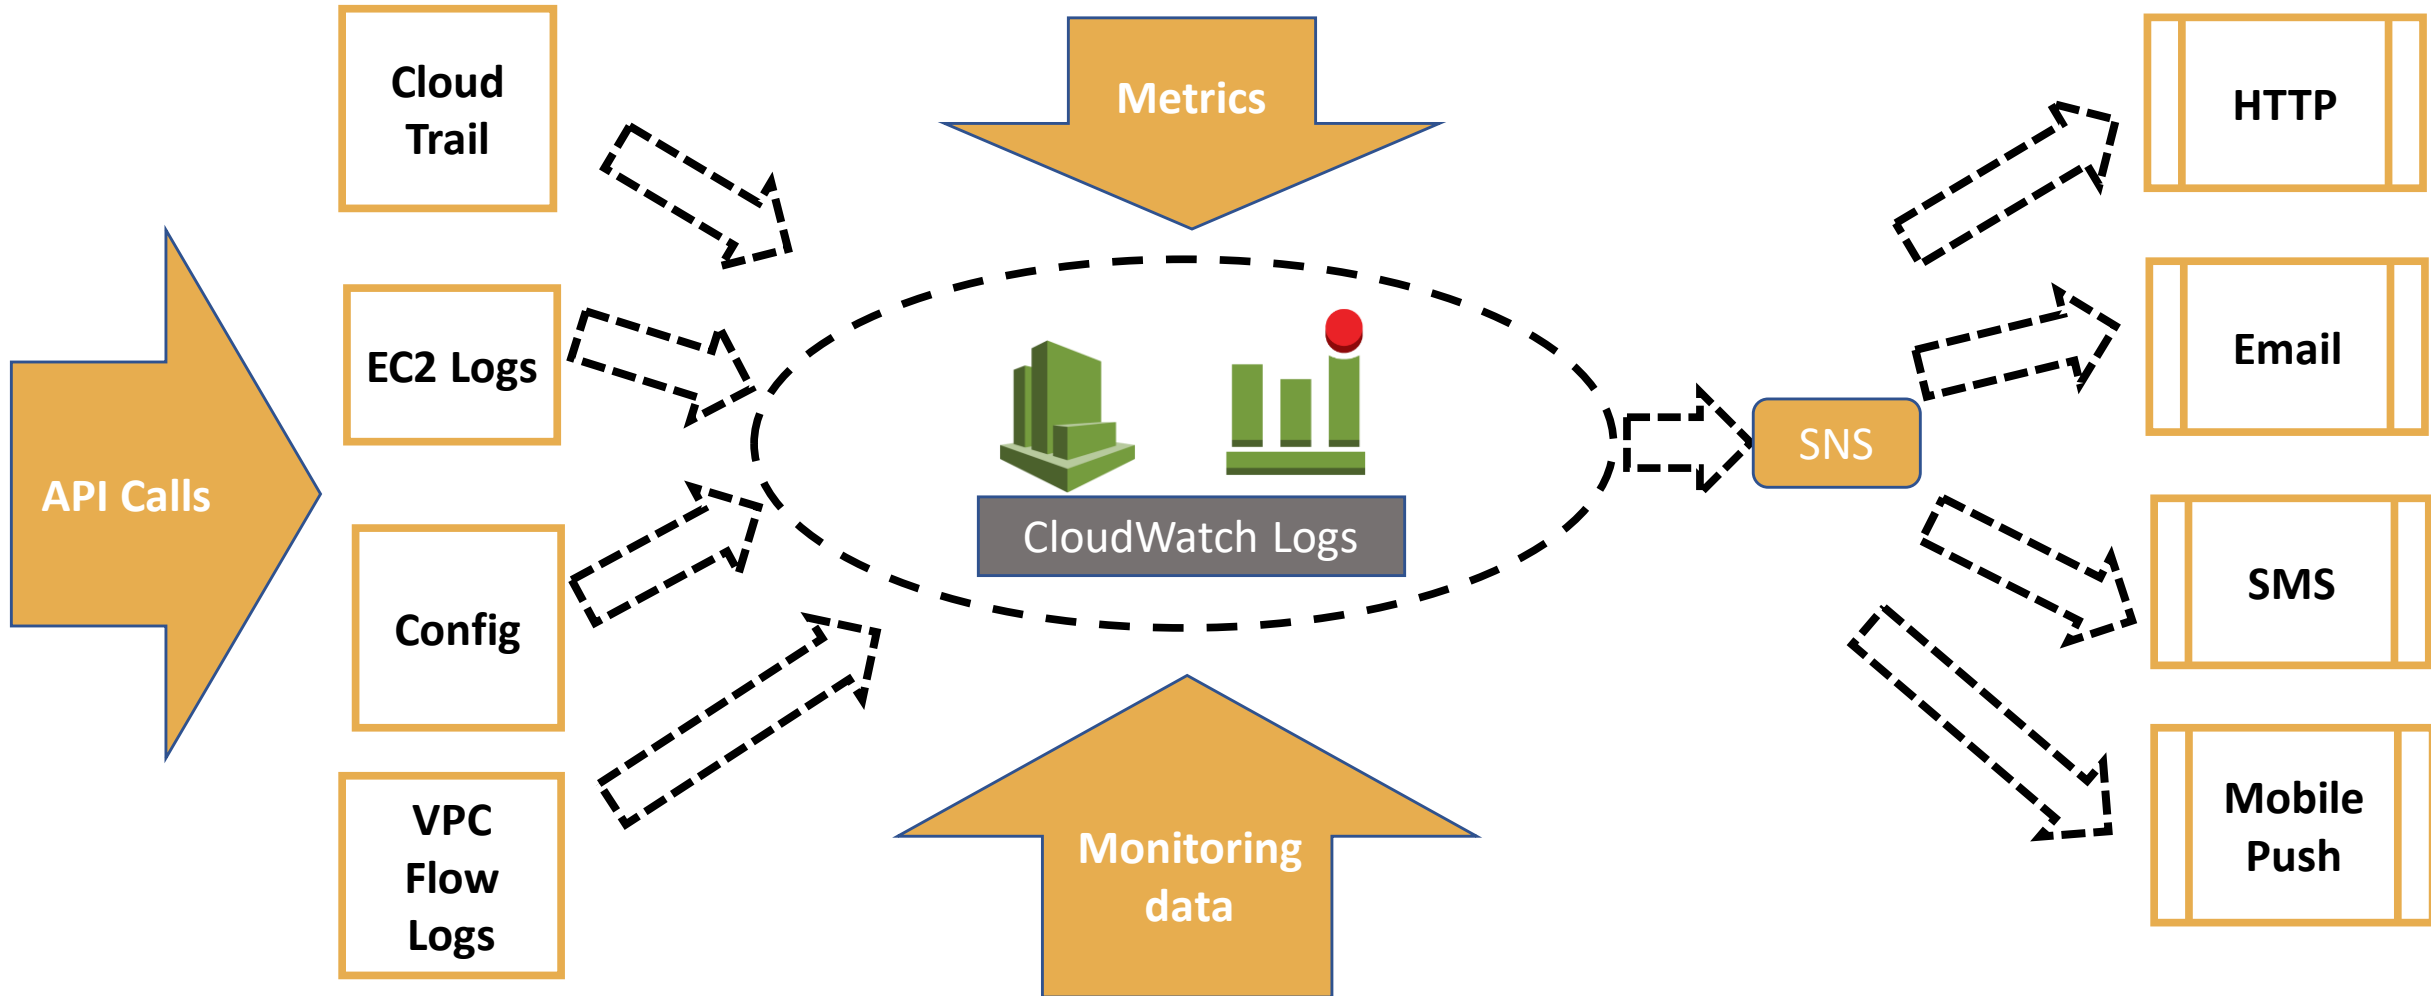 API Calls
Cloud
Trail
EC2 Logs
Config
VPC
Flow
Logs
Metrics
CloudWatch Logs
Monitoring
data
SNS
HTTP
Email
SMS
Mobile
Push